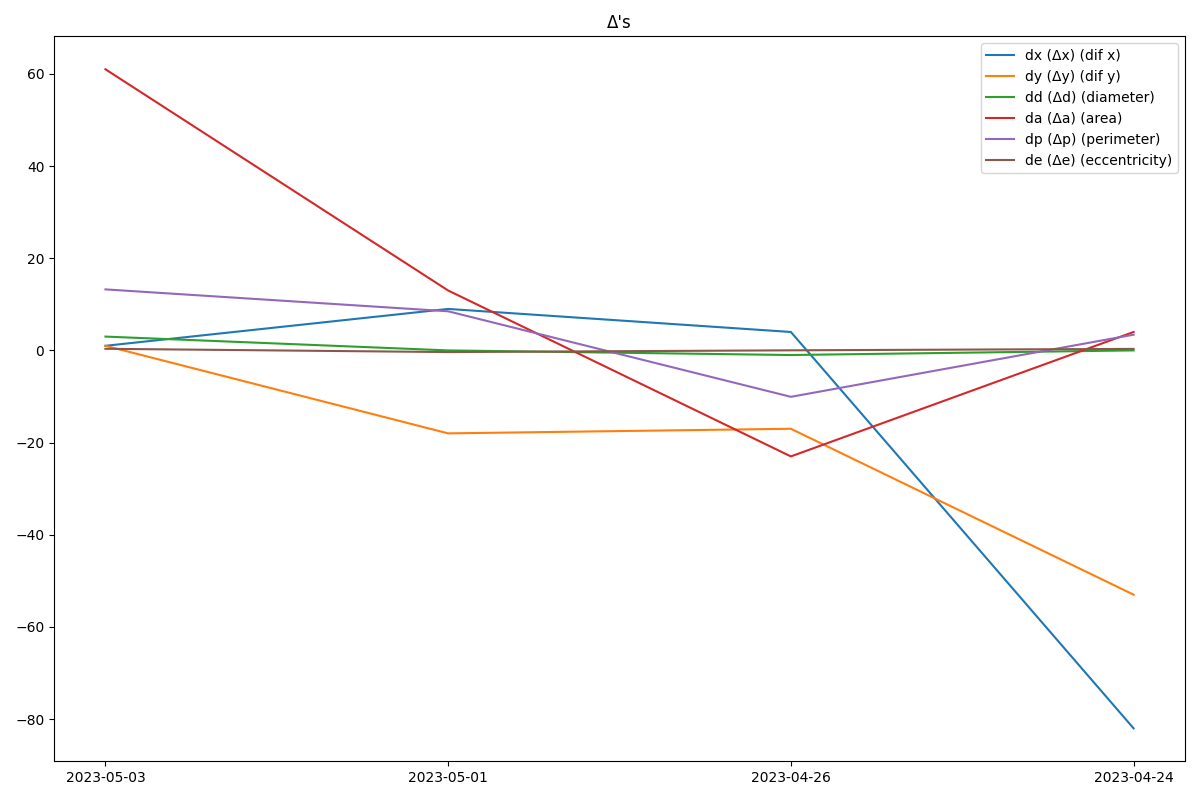 Δ's
dx (Δx) (dif x)
dy (Δy) (dif y)
dd (Δd) (diameter)
da (Δa) (area)
dp (Δp) (perimeter)
de (Δe) (eccentricity)
60
40
20
0
−20
−40
−60
−80
2023-05-03 2023-05-01 2023-04-26 2023-04-24